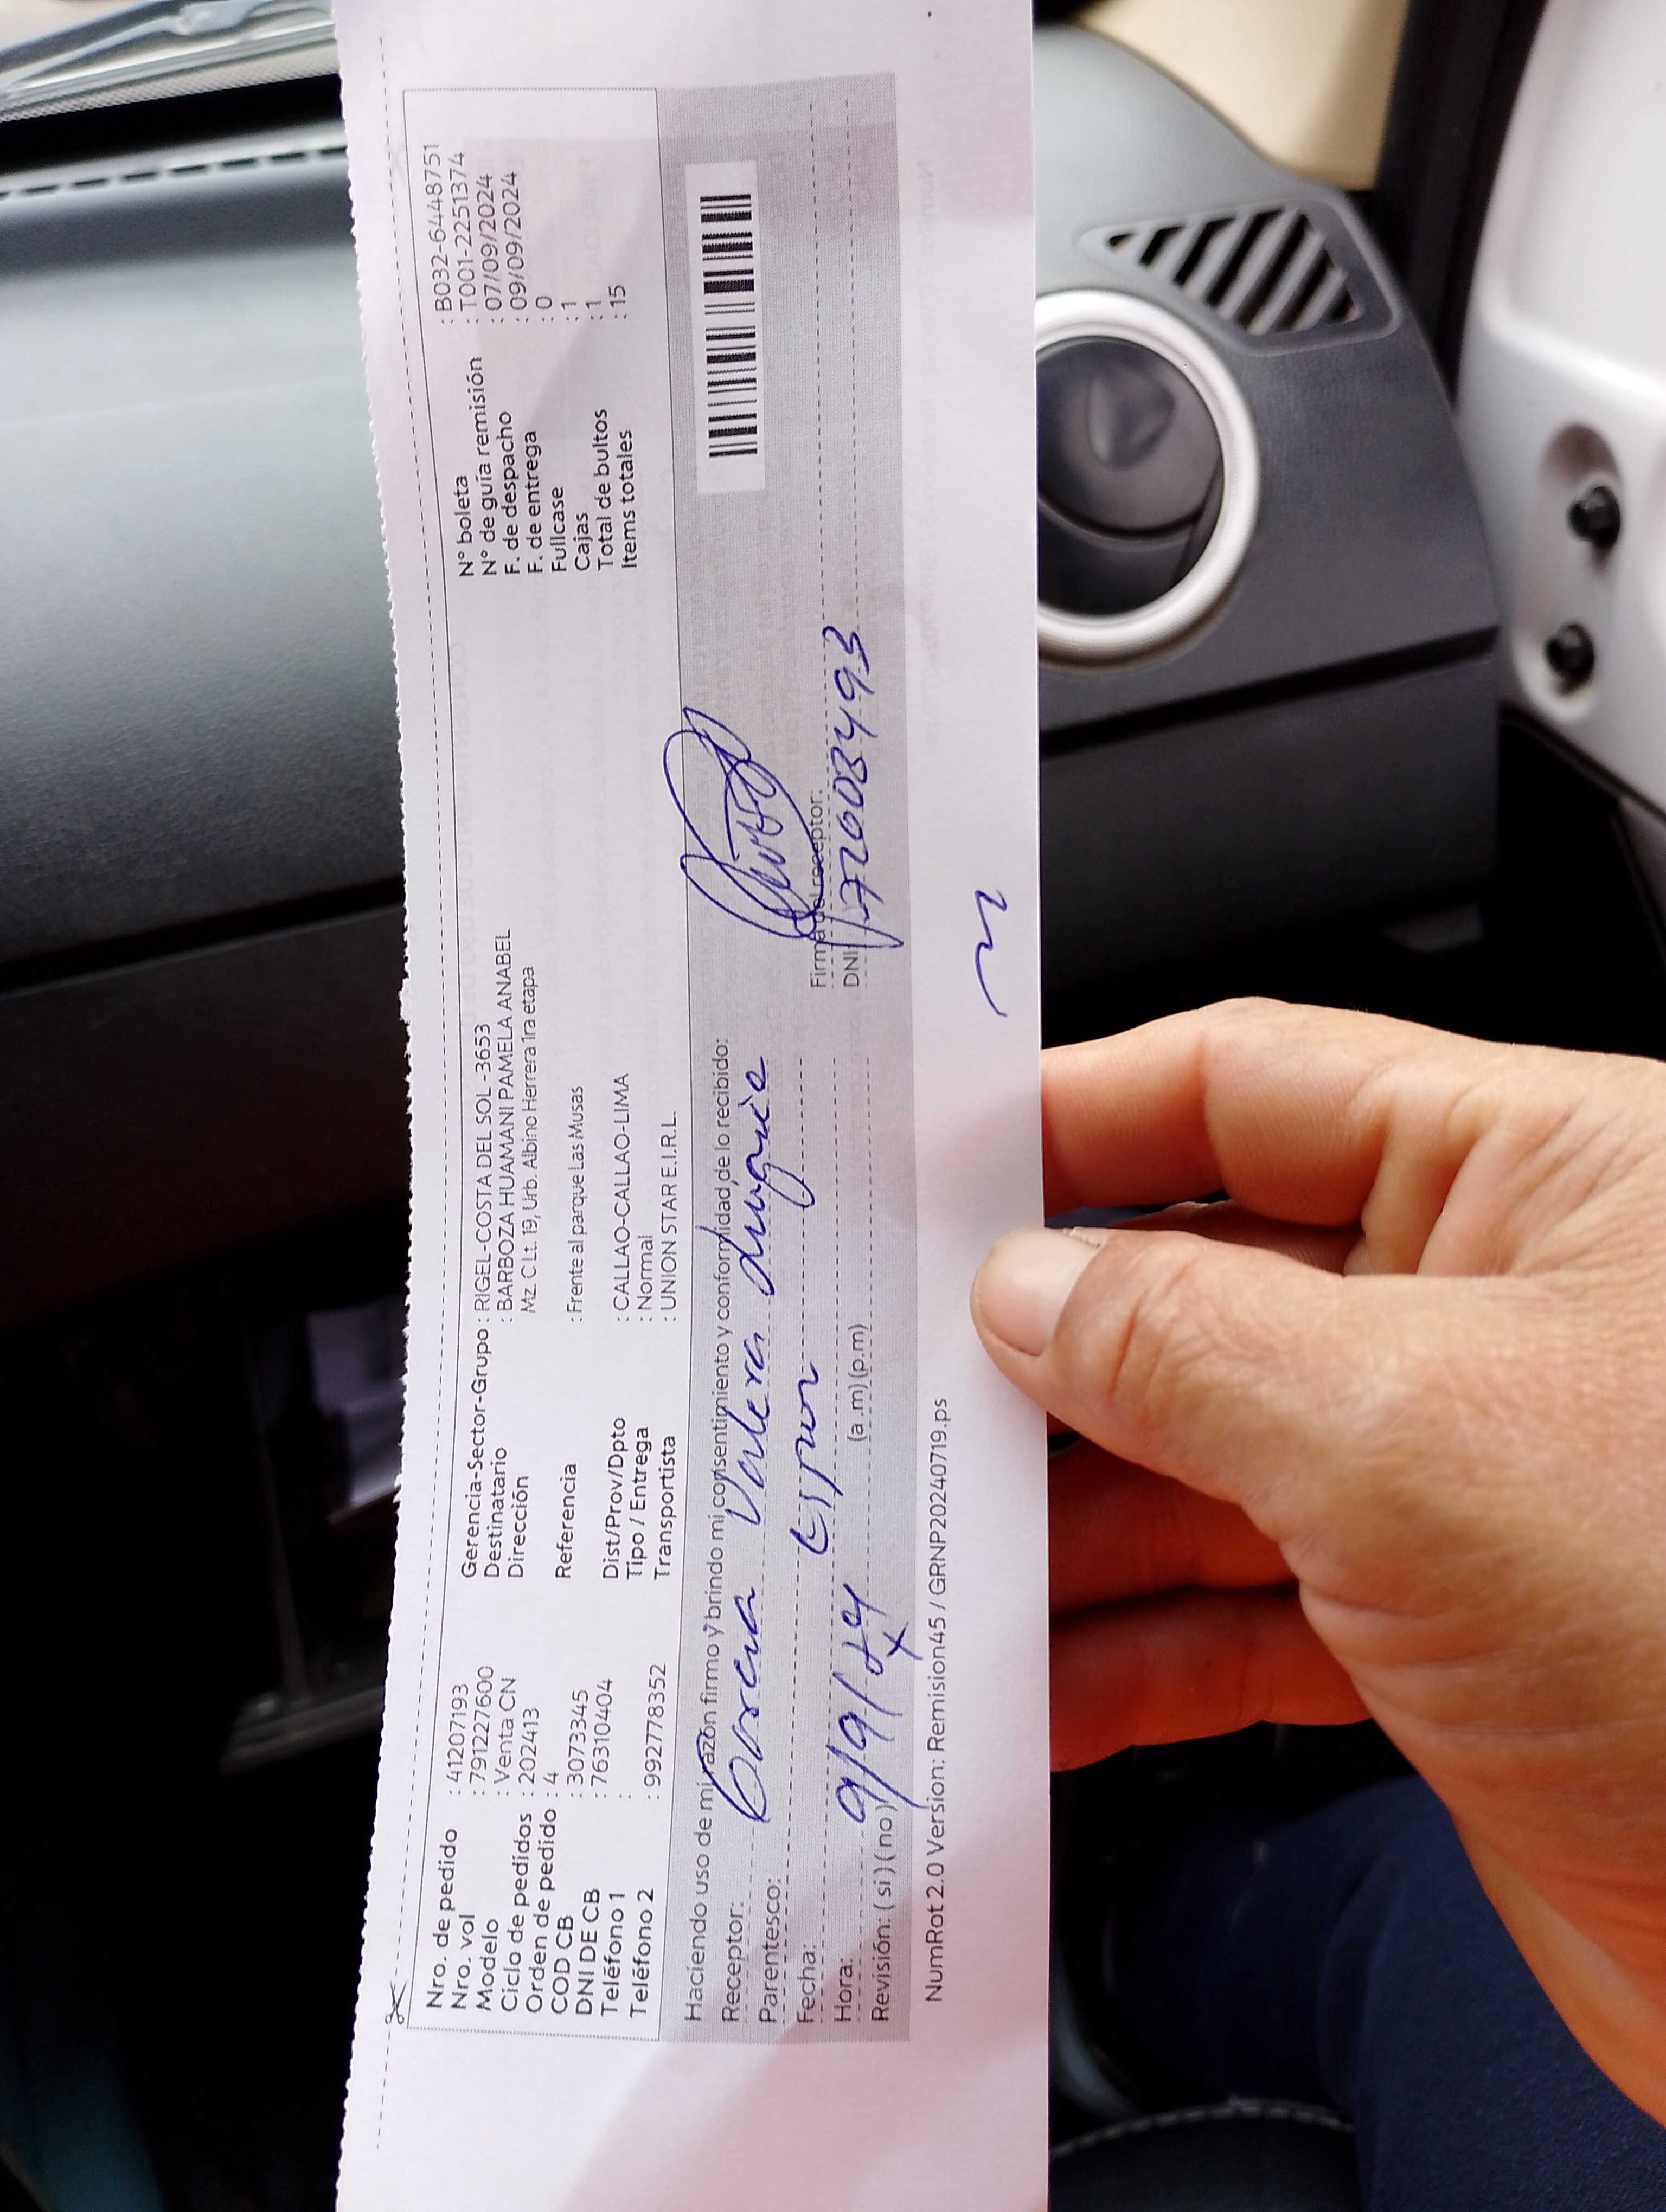 Nro. de pedido : 41207193
Nro. vol : 791227600
Modelo : Venta CN
Ciclo de pedidos : 202413
Orden de pedido : 4
COD CB : 3073345
DNI DE CB : 76310404
Teléfono 1 :
Teléfono 2 : 992778352
Gerencia-Sector-Grupo : RIGEL-COSTA DEL SOL -3653
Destinatario : BARBOZA HUAMANI PAMELA ANABEL
Dirección Mz. C Lt. 19, Urb. Albino Herrera 1ra etapa
Referencia : Frente al parque Las Musas
Dist/Prov/Dpto : CALLAO-CALLAO-LIMA
Tipo / Entrega : Normal
Transportista : UNION STAR E.I.R.L.
N° boleta : B032-6448751
N° de guía remisión : T001-2251374
F. de despacho : 07/09/2024
F. de entrega : 09/09/2024
Fullcase : 0
Cajas : 1
Total de bultos : 1
Items totales : 15
Haciendo uso de mi razón firmo y brindo mi consentimiento y conformidad de lo recibido:
Receptor: Valera
Parentesco:
Fecha: 9/9/24
Hora: (a.m) (p.m)
Revisión: ( si ) ( no )
Firma del receptor:
DNI: 77003493
NumRot 2.0 Version: Remision45 / GRNP20240719.ps